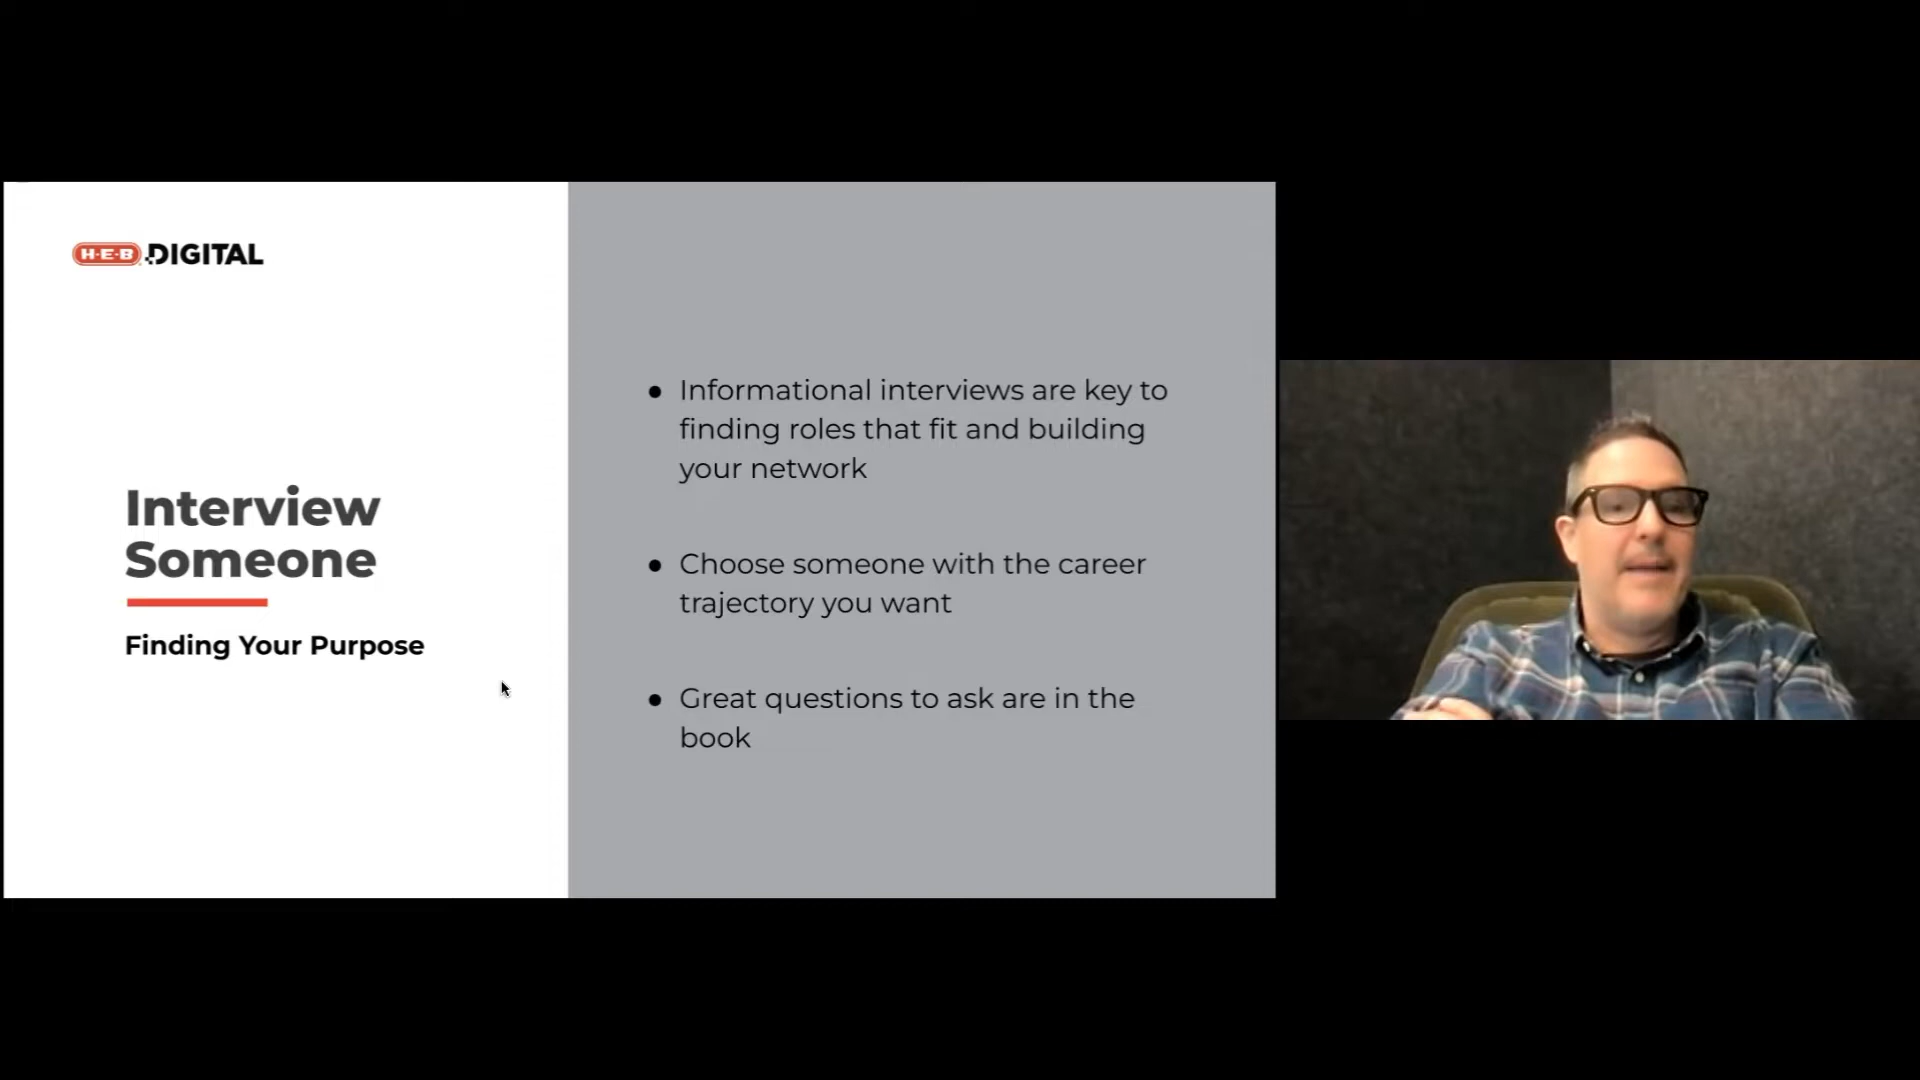 H-E-B DIGITAL
Interview
Someone
Finding Your Purpose
● Informational interviews are key to
finding roles that fit and building
your network
● Choose someone with the career
trajectory you want
● Great questions to ask are in the
book